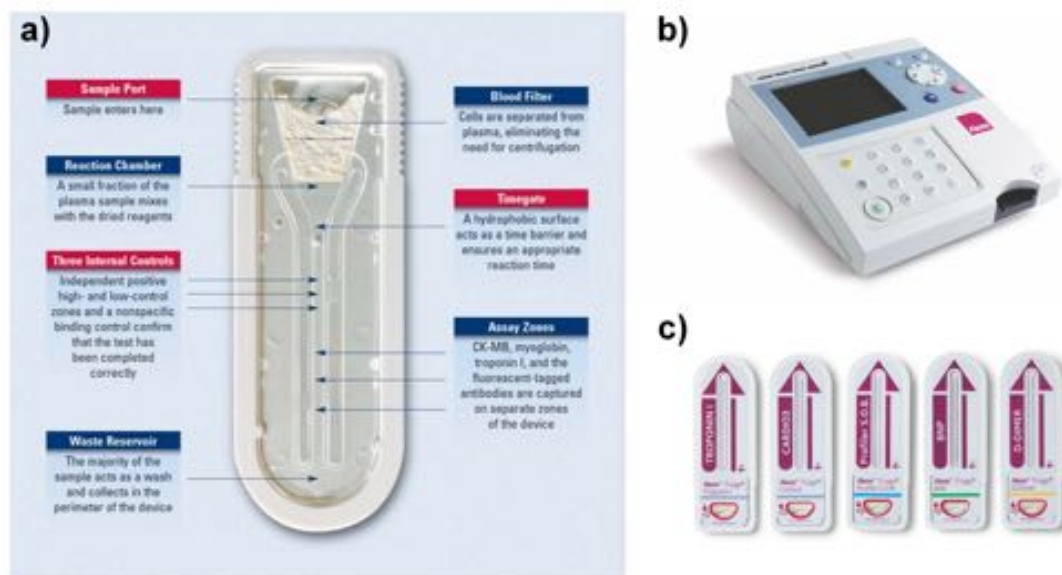 a)
Sample Port
Sample enters here
Reaction Chamber
A small fraction of the
plasma sample mixes
with the dried reagents
Three Internal Controls
Independent positive
high- and low-control
zones and a nonspecific
binding control confirm
that the test has
been completed
correctly
Waste Reservoir
The majority of the
sample acts as a wash
and collects in the
perimeter of the device
Blood Filter
Cells are separated from
plasma, eliminating the
need for centrifugation
Timegate
A hydrophobic surface
acts as a time barrier and
ensures an appropriate
reaction time
Assay Zones
CK-MB, myoglobin,
troponin I, and the
fluorescent-tagged
antibodies are captured
on separate zones
of the device
b)
c)
TROPONIN I
CARDIO3
Profiler S.O.B.
BNP
D-DIMER